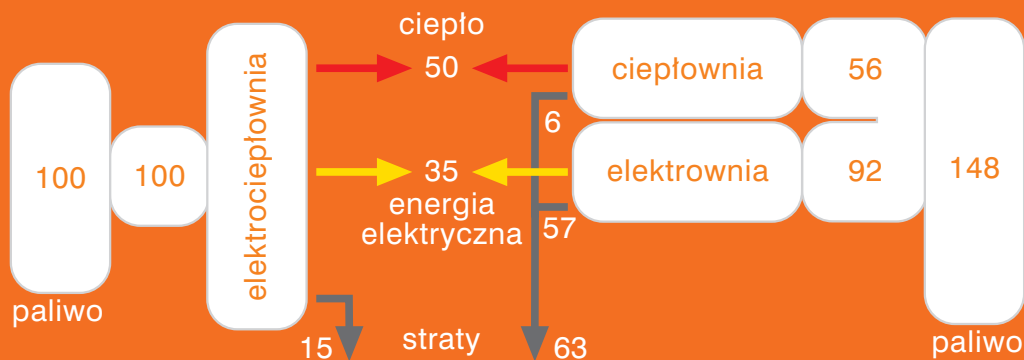 ciepło
50
ciepłownia
56
6
100
100
elektrociepłownia
35
elektrownia
92
148
energia
elektryczna
57
paliwo
15
straty
63
paliwo